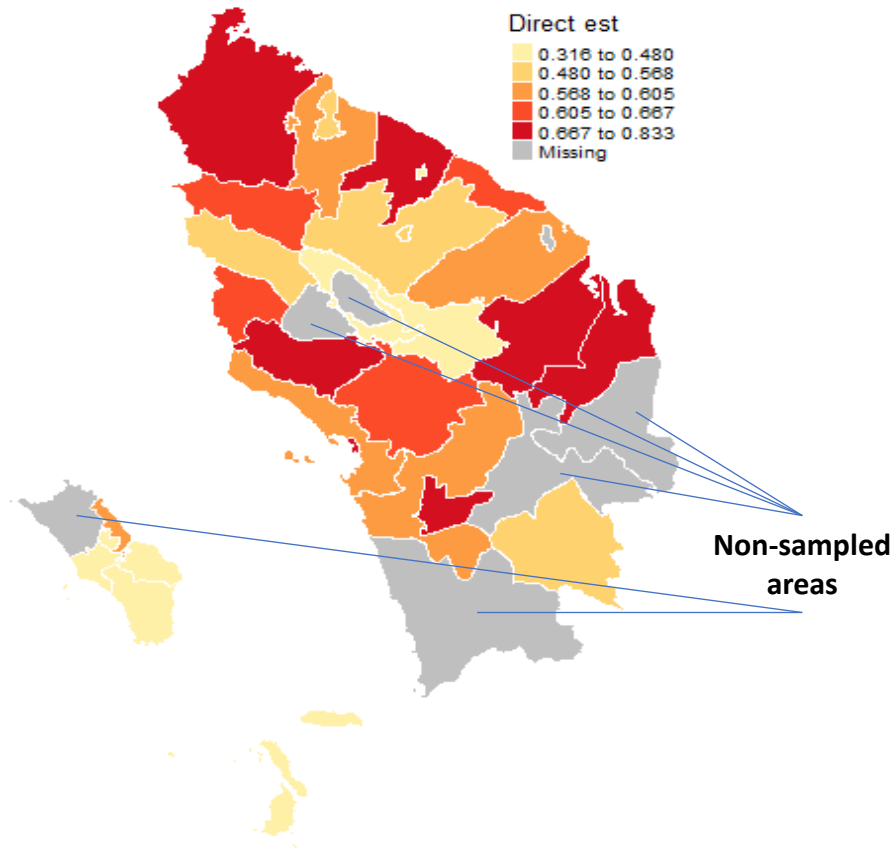 Direct est
0.316 to 0.480
0.480 to 0.568
0.568 to 0.605
0.605 to 0.667
0.667 to 0.833
Missing
Non-sampled
areas